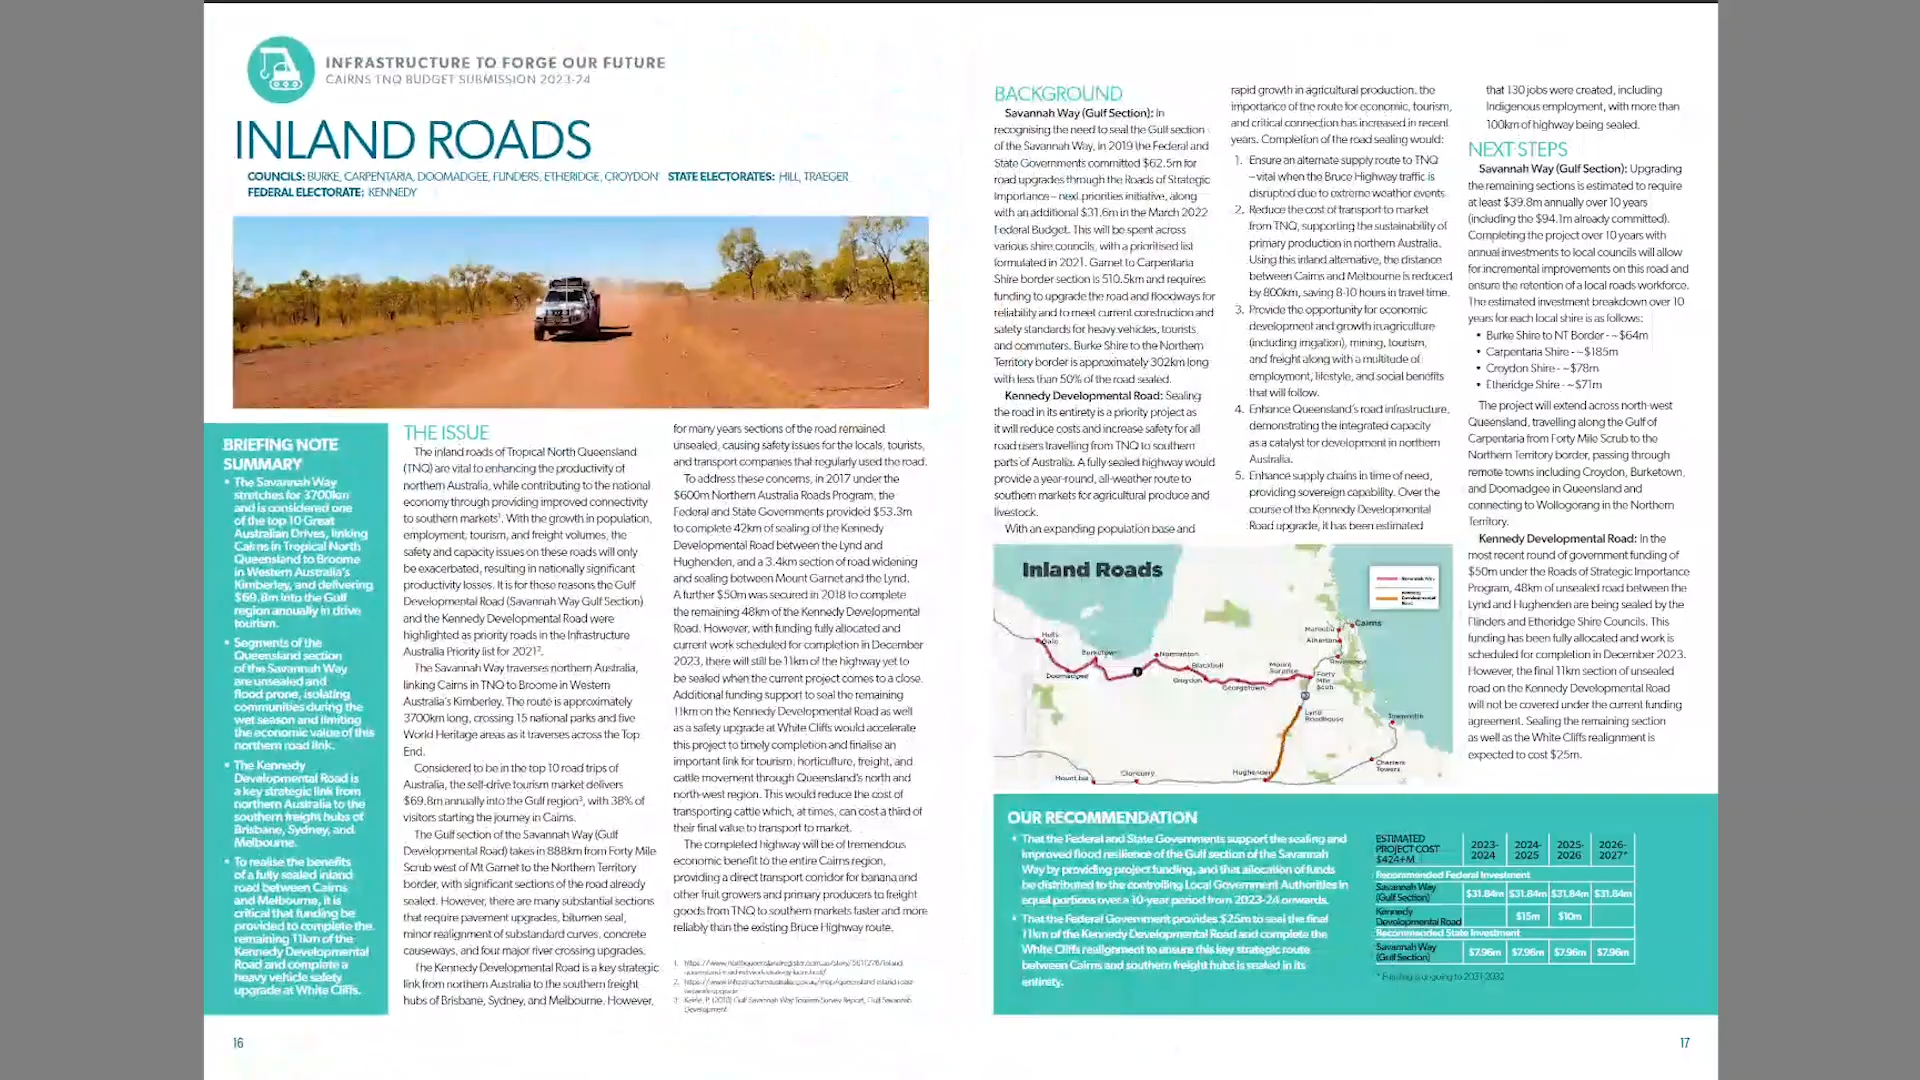 INFRASTRUCTURE TO FORGE OUR FUTURE
CAIRNS TNQ BUDGET SUBMISSION 2023-24
INLAND ROADS
COUNCILS: BURKE, CARPENTARIA, DOOMADGEE, FLINDERS, ETHERIDGE, CROYDON STATE ELECTORATES: HILL, TRAEGER
FEDERAL ELECTORATE: KENNEDY
BRIEFING NOTE
SUMMARY
• The Savannah Way
stretches for 3700km
and is considered one
of the top 10 Great
Australian Drives, linking
Cairns in Tropical North
Queensland to Broome
in Western Australia's
Kimberley, and delivering
$69.8m into the Gulf
region annually in drive
tourism.
• Segments of the
Queensland section
of the Savannah Way
are unsealed and
flood prone, isolating
communities during the
wet season and limiting
the economic value of this
northern road link.
• The Kennedy
Developmental Road is
a key strategic link from
northern Australia to the
southern freight hubs of
Brisbane, Sydney, and
Melbourne.
• To realise the benefits
of a fully sealed inland
road between Cairns
and Melbourne, it is
critical that funding be
provided to complete the
remaining 11km of the
Kennedy Developmental
Road and complete a
heavy vehicle safety
upgrade at White Cliffs.
THE ISSUE
The inland roads of Tropical North Queensland
(TNQ) are vital to enhancing the productivity of
northern Australia, while contributing to the national
economy through providing improved connectivity
to southern markets¹. With the growth in population,
employment, tourism, and freight volumes, the
safety and capacity issues on these roads will only
be exacerbated, resulting in nationally significant
productivity losses. It is for those reasons the Gulf
Developmental Road (Savannah Way Gulf Section)
and the Kennedy Developmental Road were
highlighted as priority roads in the Infrastructure
Australia Priority list for 2021².
The Savannah Way traverses northern Australia,
linking Cairns in TNQ to Broome in Western
Australia's Kimberley. The route is approximately
3700km long, crossing 15 national parks and five
World Heritage areas as it traverses across the Top
End.
Considered to be in the top 10 road trips of
Australia, the self-drive tourism market delivers
$69.8m annually into the Gulf region³, with 38% of
visitors starting the journey in Cairns.
The Gulf section of the Savannah Way (Gulf
Developmental Road) takes in 888km from Forty Mile
Scrub west of Mt Garnet to the Northern Territory
border, with significant sections of the road already
sealed. However, there are many substantial sections
that require pavement upgrades, bitumen seal,
minor realignment of substandard curves, concrete
causeways, and four major river crossing upgrades.
The Kennedy Developmental Road is a key strategic
link from northern Australia to the southern freight
hubs of Brisbane, Sydney, and Melbourne. However,
for many years sections of the road remained
unsealed, causing safety issues for the locals, tourists,
and transport companies that regularly used the road.
To address these concerns, in 2017 under the
$600m Northern Australia Roads Program, the
Federal and State Governments provided $53.3m
to complete 42km of sealing of the Kennedy
Developmental Road between the Lynd and
Hughenden, and a 3.4km section of road widening
and sealing between Mount Garnet and the Lynd.
A further $50m was secured in 2018 to complete
the remaining 48km of the Kennedy Developmental
Road. However, with funding fully allocated and
current work scheduled for completion in December
2023, there will still be 11km of the highway yet to
be sealed when the current project comes to a close.
Additional funding support to seal the remaining
11km on the Kennedy Developmental Road as well
as a safety upgrade at White Cliffs would accelerate
this project to timely completion and finalise an
important link for tourism, horticulture, freight, and
cattle movement through Queensland's north and
north-west region. This would reduce the cost of
transporting cattle which, at times, can cost a third of
their final value to transport to market.
The completed highway will be of tremendous
economic benefit to the entire Cairns region,
providing a direct transport corridor for banana and
other fruit growers and primary producers to freight
goods from TNQ to southern markets faster and more
reliably than the existing Bruce Highway route.
3. Keirle, P. (2018) Gulf Savannah Way Tourism Survey Report, Gulf Savannah
Development
16
BACKGROUND
Savannah Way (Gulf Section): In
recognising the need to seal the Gulf section
of the Savannah Way, in 2019 the Federal and
State Governments committed $62.5m for
road upgrades through the Roads of Strategic
Importance – next priorities initiative, along
with an additional $31.6m in the March 2022
Federal Budget. This will be spent across
various shire councils, with a prioritised list
formulated in 2021. Garnet to Carpentaria
Shire border section is 510.5km and requires
funding to upgrade the road and floodways for
reliability and to meet current construction and
safety standards for heavy vehicles, tourists,
and commuters. Burke Shire to the Northern
Territory border is approximately 302km long
with less than 50% of the road sealed.
Kennedy Developmental Road: Sealing
the road in its entirety is a priority project as
it will reduce costs and increase safety for all
road users travelling from TNQ to southern
parts of Australia. A fully sealed highway would
provide a year-round, all-weather route to
southern markets for agricultural produce and
livestock.
With an expanding population base and
rapid growth in agricultural production, the
importance of the route for economic, tourism,
and critical connection has increased in recent
years. Completion of the road sealing would:
1. Ensure an alternate supply route to TNQ
– vital when the Bruce Highway traffic is
disrupted due to extreme weather events
2. Reduce the cost of transport to market
from TNQ, supporting the sustainability of
primary production in northern Australia.
Using this inland alternative, the distance
between Cairns and Melbourne is reduced
by 800km, saving 8-10 hours in travel time.
3. Provide the opportunity for economic
development and growth in agriculture
(including irrigation), mining, tourism,
and freight along with a multitude of
employment, lifestyle, and social benefits
that will follow.
4. Enhance Queensland's road infrastructure,
demonstrating the integrated capacity
as a catalyst for development in northern
Australia.
5. Enhance supply chains in time of need,
providing sovereign capability. Over the
course of the Kennedy Developmental
Road upgrade, it has been estimated
that 130 jobs were created, including
Indigenous employment, with more than
100km of highway being sealed.
NEXT STEPS
Savannah Way (Gulf Section): Upgrading
the remaining sections is estimated to require
at least $39.8m annually over 10 years
(including the $94.1m already committed).
Completing the project over 10 years with
annual investments to local councils will allow
for incremental improvements on this road and
ensure the retention of a local roads workforce.
The estimated investment breakdown over 10
years for each local shire is as follows:
• Burke Shire to NT Border - ~$64m
• Carpentaria Shire - ~$185m
• Croydon Shire - ~$78m
• Etheridge Shire - ~$71m
The project will extend across north-west
Queensland, travelling along the Gulf of
Carpentaria from Forty Mile Scrub to the
Northern Territory border, passing through
remote towns including Croydon, Burketown,
and Doomadgee in Queensland and
connecting to Wollogorang in the Northern
Territory.
Kennedy Developmental Road: In the
most recent round of government funding of
$50m under the Roads of Strategic Importance
Program, 48km of unsealed road between the
Lynd and Hughenden are being sealed by the
Flinders and Etheridge Shire Councils. This
funding has been fully allocated and work is
scheduled for completion in December 2023.
However, the final 11km section of unsealed
road on the Kennedy Developmental Road
will not be covered under the current funding
agreement. Sealing the remaining section
as well as the White Cliffs realignment is
expected to cost $25m.
Inland Roads
Savannah Way
Kennedy
Developmental
Road
Cairns
Mareeba
Atherton
Ravenshoe
Hells
Gate
Burketown
Doomadgee
Normanton
Blackbull
Croydon
Georgetown
Mount
Surprise
Forty
Mile
Scrub
Lynd
Roadhouse
Townsville
Charters
Towers
Hughenden
Cloncurry
Mount Isa
OUR RECOMMENDATION
• That the Federal and State Governments support the sealing and
improved flood resilience of the Gulf section of the Savannah
Way by providing project funding, and that allocation of funds
be distributed to the controlling Local Government Authorities in
equal portions over a 10-year period from 2023-24 onwards.
• That the Federal Government provides $25m to seal the final
11km of the Kennedy Developmental Road and complete the
White Cliffs realignment to ensure this key strategic route
between Cairns and southern freight hubs is sealed in its
entirety.
ESTIMATED
PROJECT COST
$424+M
2023-
2024
2024-
2025
2025-
2026
2026-
2027*
Recommended Federal Investment
Savannah Way
(Gulf Section)
$31.84m $31.84m $31.84m $31.84m
Kennedy
Developmental Road
$15m $10m
Recommended State Investment
Savannah Way
(Gulf Section)
$7.96m $7.96m $7.96m $7.96m
* Funding is ongoing to 2031-2032
17